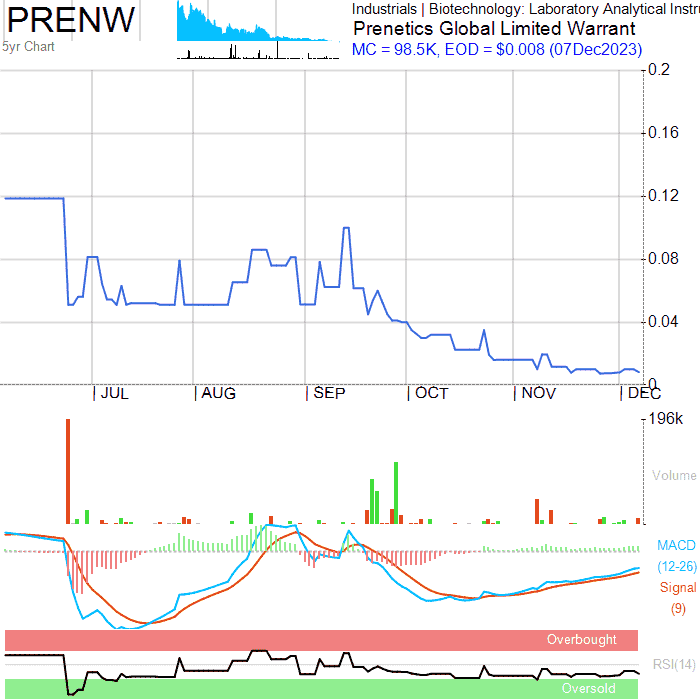 PRENW
5yr Chart
Industrials | Biotechnology: Laboratory Analytical Instru
Prenetics Global Limited Warrant
MC = 98.5K, EOD = $0.008 (07Dec2023)
0.2
0.16
0.12
0.08
0.04
0
JUL AUG SEP OCT NOV DEC
196k
Volume
MACD
(12-26)
Signal
(9)
Overbought
RSI(14)
Oversold